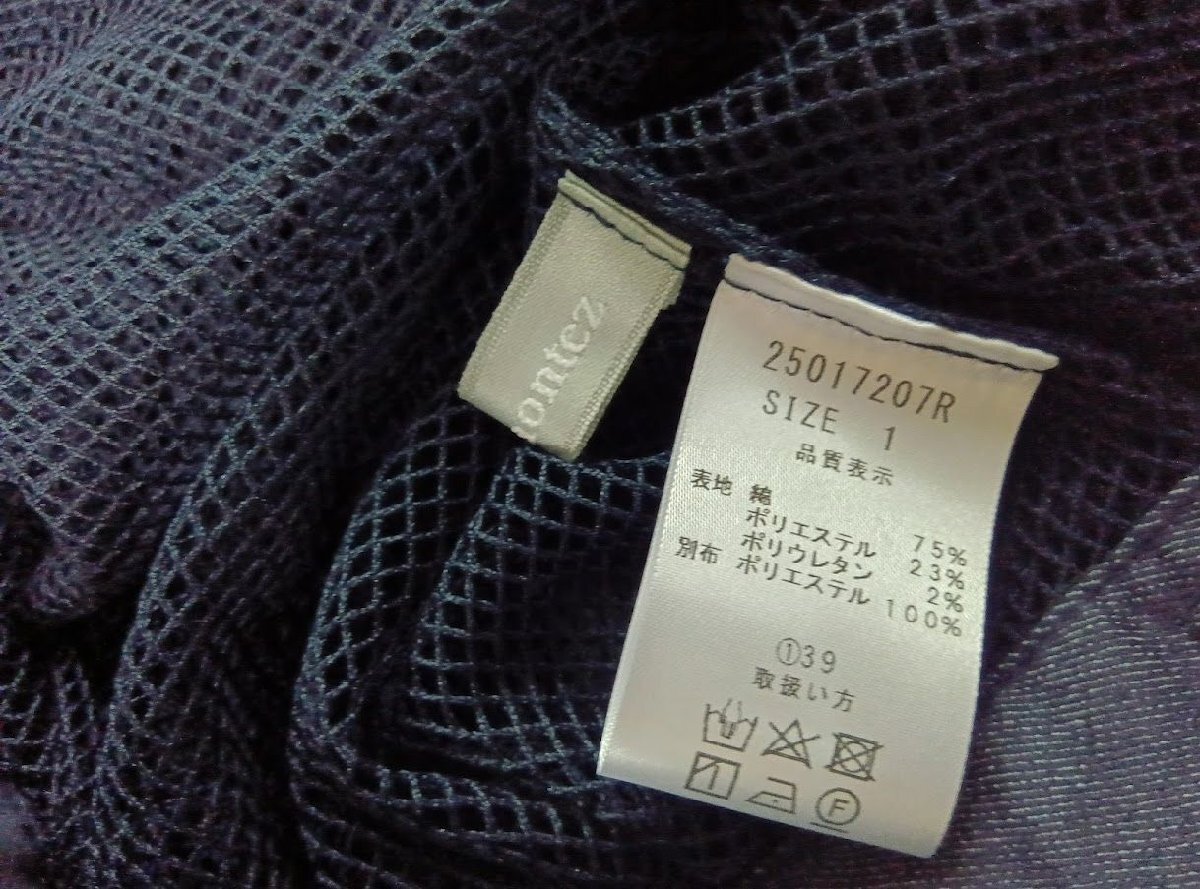 ontez
25017207R
SIZE 1
品質表示
表地 綿 75%
ポリエステル 23%
ポリウレタン 2%
別布 ポリエステル 100%
①39
取扱い方
F